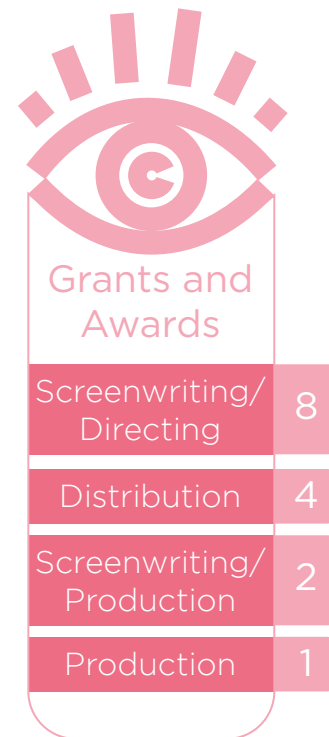 Grants and
Awards
Screenwriting/
Directing
8
Distribution
4
Screenwriting/
Production
2
Production
1